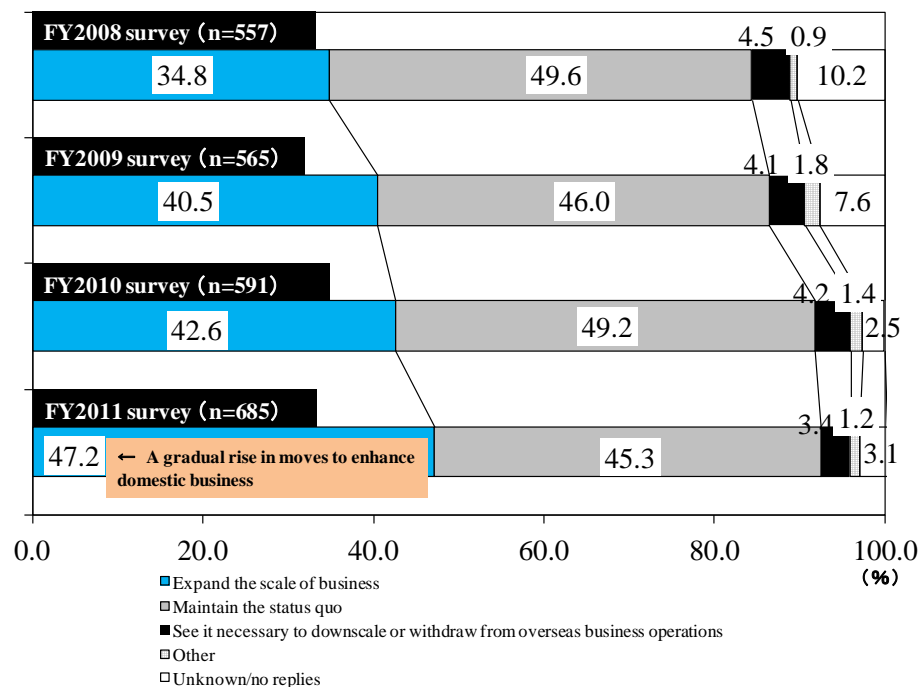 FY2008 survey（n=557）
4.5 0.9
34.8 49.6 10.2
FY2009 survey（n=565）
4.1 1.8
40.5 46.0 7.6
FY2010 survey（n=591）
4.2 1.4
42.6 49.2 2.5
FY2011 survey（n=685）
3.4 1.2
47.2 ← A gradual rise in moves to enhance
domestic business
45.3 3.1
0.0 20.0 40.0 60.0 80.0 100.0
（%）
Expand the scale of business
Maintain the status quo
See it necessary to downscale or withdraw from overseas business operations
Other
Unknown/no replies